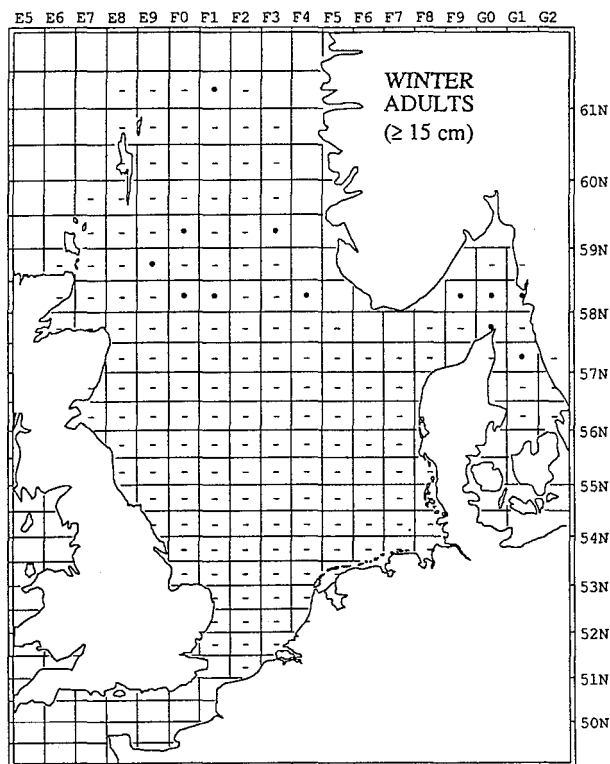 E5 E6 E7 E8 E9 F0 F1 F2 F3 F4 F5 F6 F7 F8 F9 G0 G1 G2
WINTER
ADULTS
(≥ 15 cm)
61N
60N
59N
58N
57N
56N
55N
54N
53N
52N
51N
50N